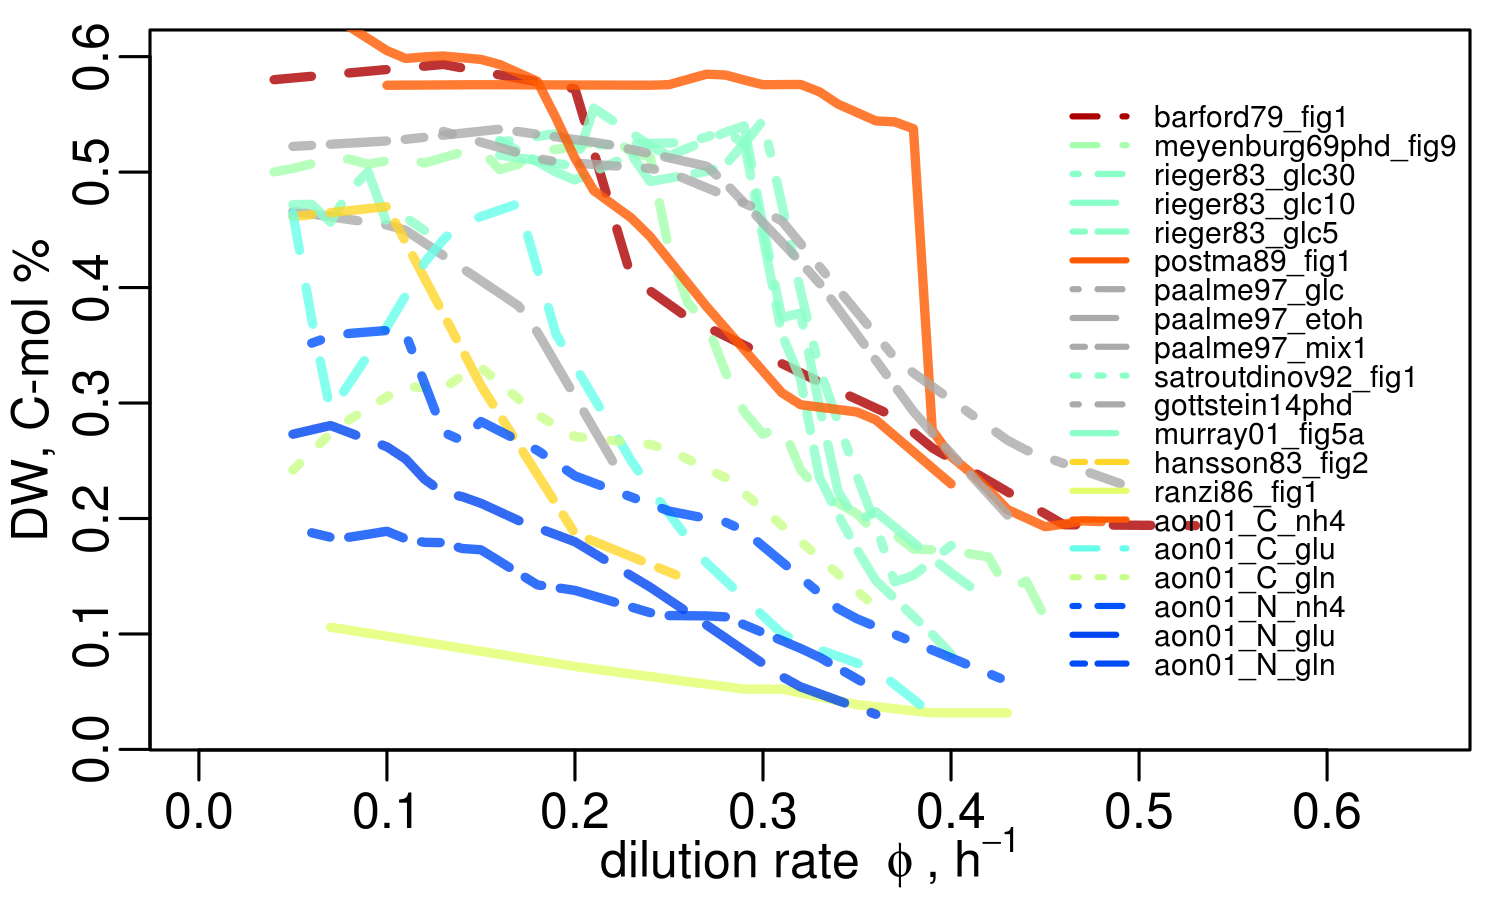 DW, C-mol %
0.6
0.5
0.4
0.3
0.2
0.1
0.0
barford79_fig1
meyenburg69phd_fig9
rieger83_glc30
rieger83_glc10
rieger83_glc5
postma89_fig1
paalme97_glc
paalme97_etoh
paalme97_mix1
satroutdinov92_fig1
gottstein14phd
murray01_fig5a
hansson83_fig2
ranzi86_fig1
aon01_C_nh4
aon01_C_glu
aon01_C_gln
aon01_N_nh4
aon01_N_glu
aon01_N_gln
0.0 0.1 0.2 0.3 0.4 0.5 0.6
dilution rate ϕ , h⁻¹